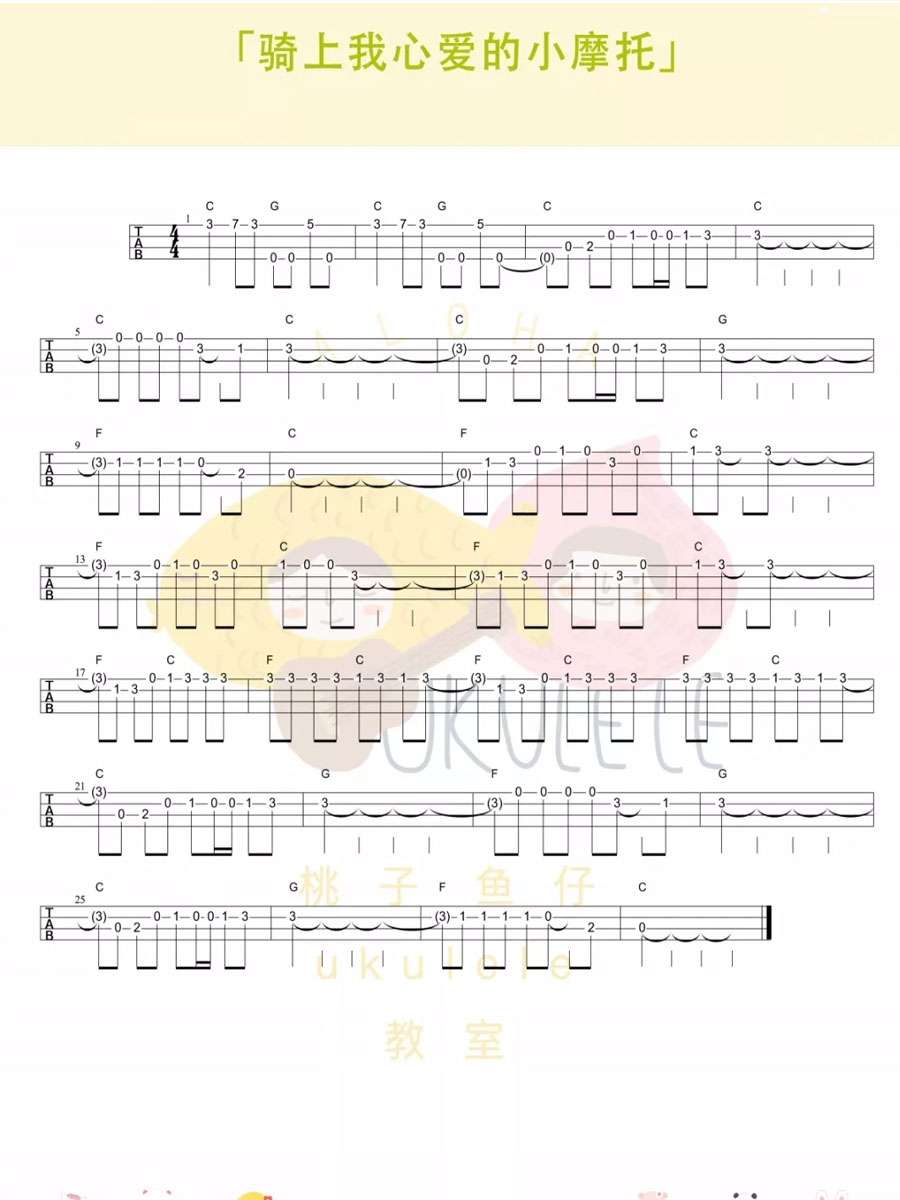 「骑上我心爱的小摩托」
C G C G C C
1
TAB 4/4 3 7 3 0 0 5 0 3 7 3 0 0 5 0 (0) 0 2 0 1 0 0 1 3 3
ALOHA
C C C G
5
TAB (3) 0 0 0 0 3 1 3 (3) 0 2 0 1 0 0 1 3 3
F C F C
9
TAB (3) 1 1 1 1 0 2 0 (0) 1 3 0 1 0 3 0 1 3 3
F C F C
13
TAB (3) 1 3 0 1 0 3 0 1 0 0 3 (3) 1 3 0 1 0 3 0 1 3 3
F C F C F C F C
17
TAB (3) 1 3 0 1 3 3 3 3 3 3 3 1 3 1 3 (3) 1 3 0 1 3 3 3 3 3 3 3 1 3 1 3
UKULELE
C G F G
21
TAB (3) 0 2 0 1 0 0 1 3 3 (3) 0 0 0 0 3 1 3
桃子鱼仔
C G F C
25
TAB (3) 0 2 0 1 0 0 1 3 3 (3) 1 1 1 1 0 2 0
ukulele
教室